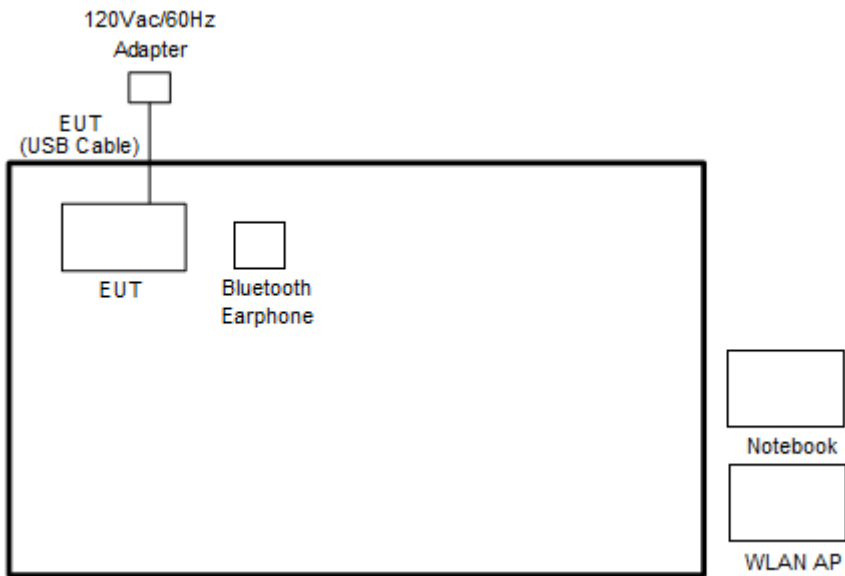 120Vac/60Hz
Adapter
EUT
(USB Cable)
EUT
Bluetooth
Earphone
Notebook
WLAN AP